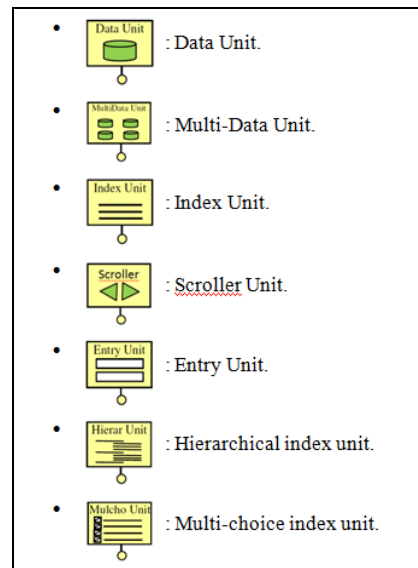 Data Unit
: Data Unit.
MultiData Unit
: Multi-Data Unit.
Index Unit
: Index Unit.
Scroller
: Scroller Unit.
Entry Unit
: Entry Unit.
Hierar Unit
: Hierarchical index unit.
Mulcho Unit
: Multi-choice index unit.